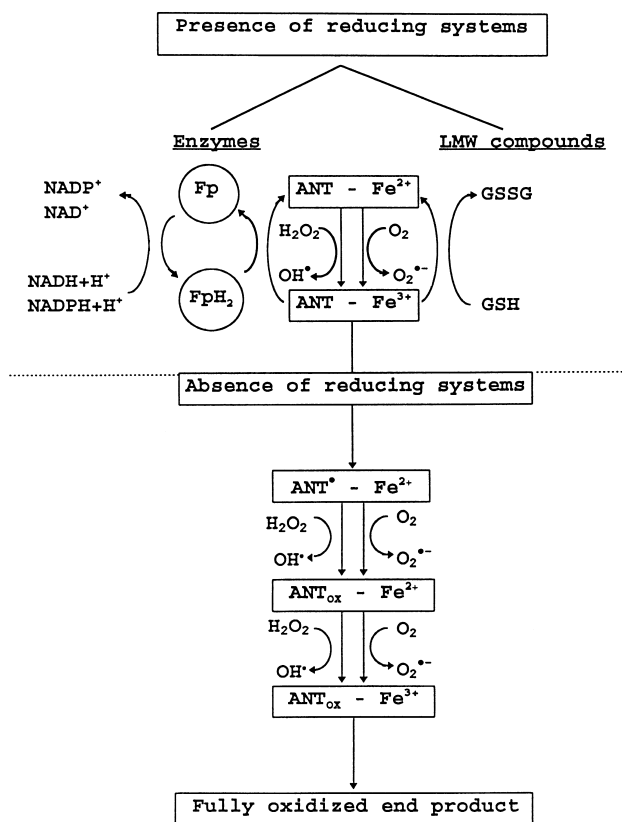 Presence of reducing systems
Enzymes
LMW compounds
NADP⁺
NAD⁺
NADH+H⁺
NADPH+H⁺
Fp
FpH₂
ANT - Fe²⁺
H₂O₂
O₂
OH•
O₂•⁻
ANT - Fe³⁺
GSSG
GSH
Absence of reducing systems
ANT• - Fe²⁺
H₂O₂
O₂
OH•
O₂•⁻
ANTₒₓ - Fe²⁺
H₂O₂
O₂
OH•
O₂•⁻
ANTₒₓ - Fe³⁺
Fully oxidized end product